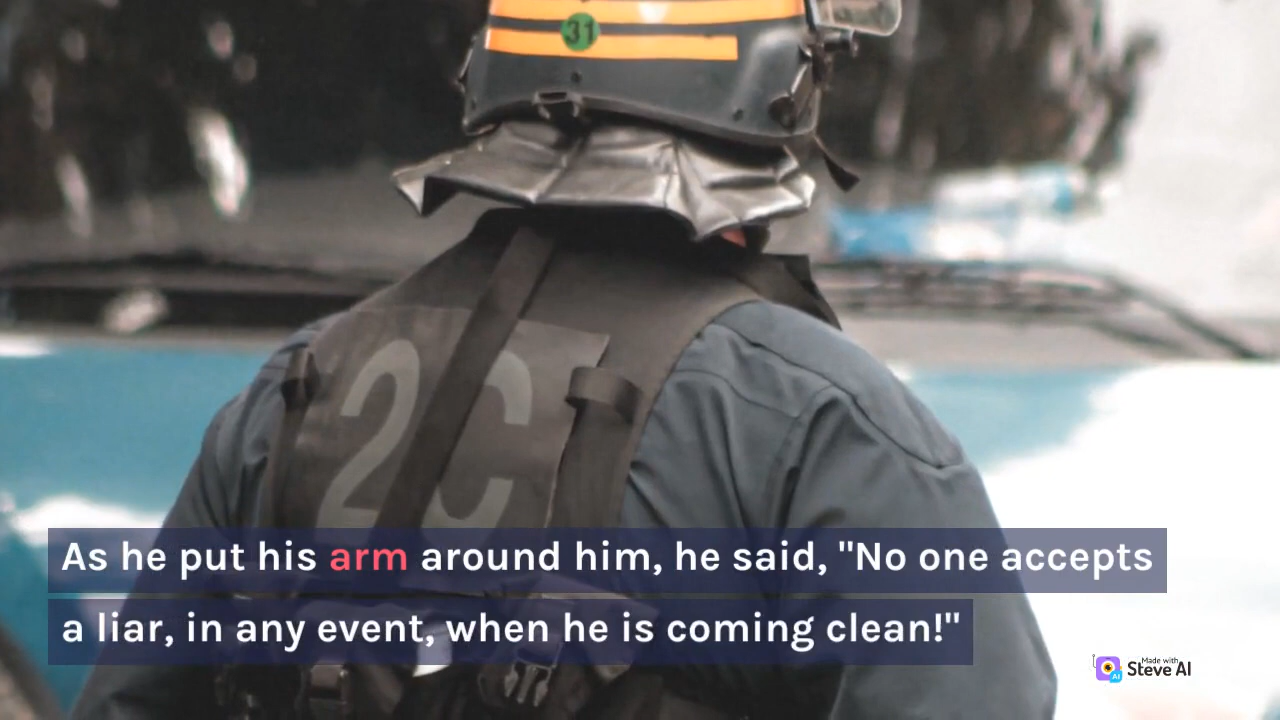 31
2C
As he put his arm around him, he said, "No one accepts
a liar, in any event, when he is coming clean!"
Made with
Steve AI
AI